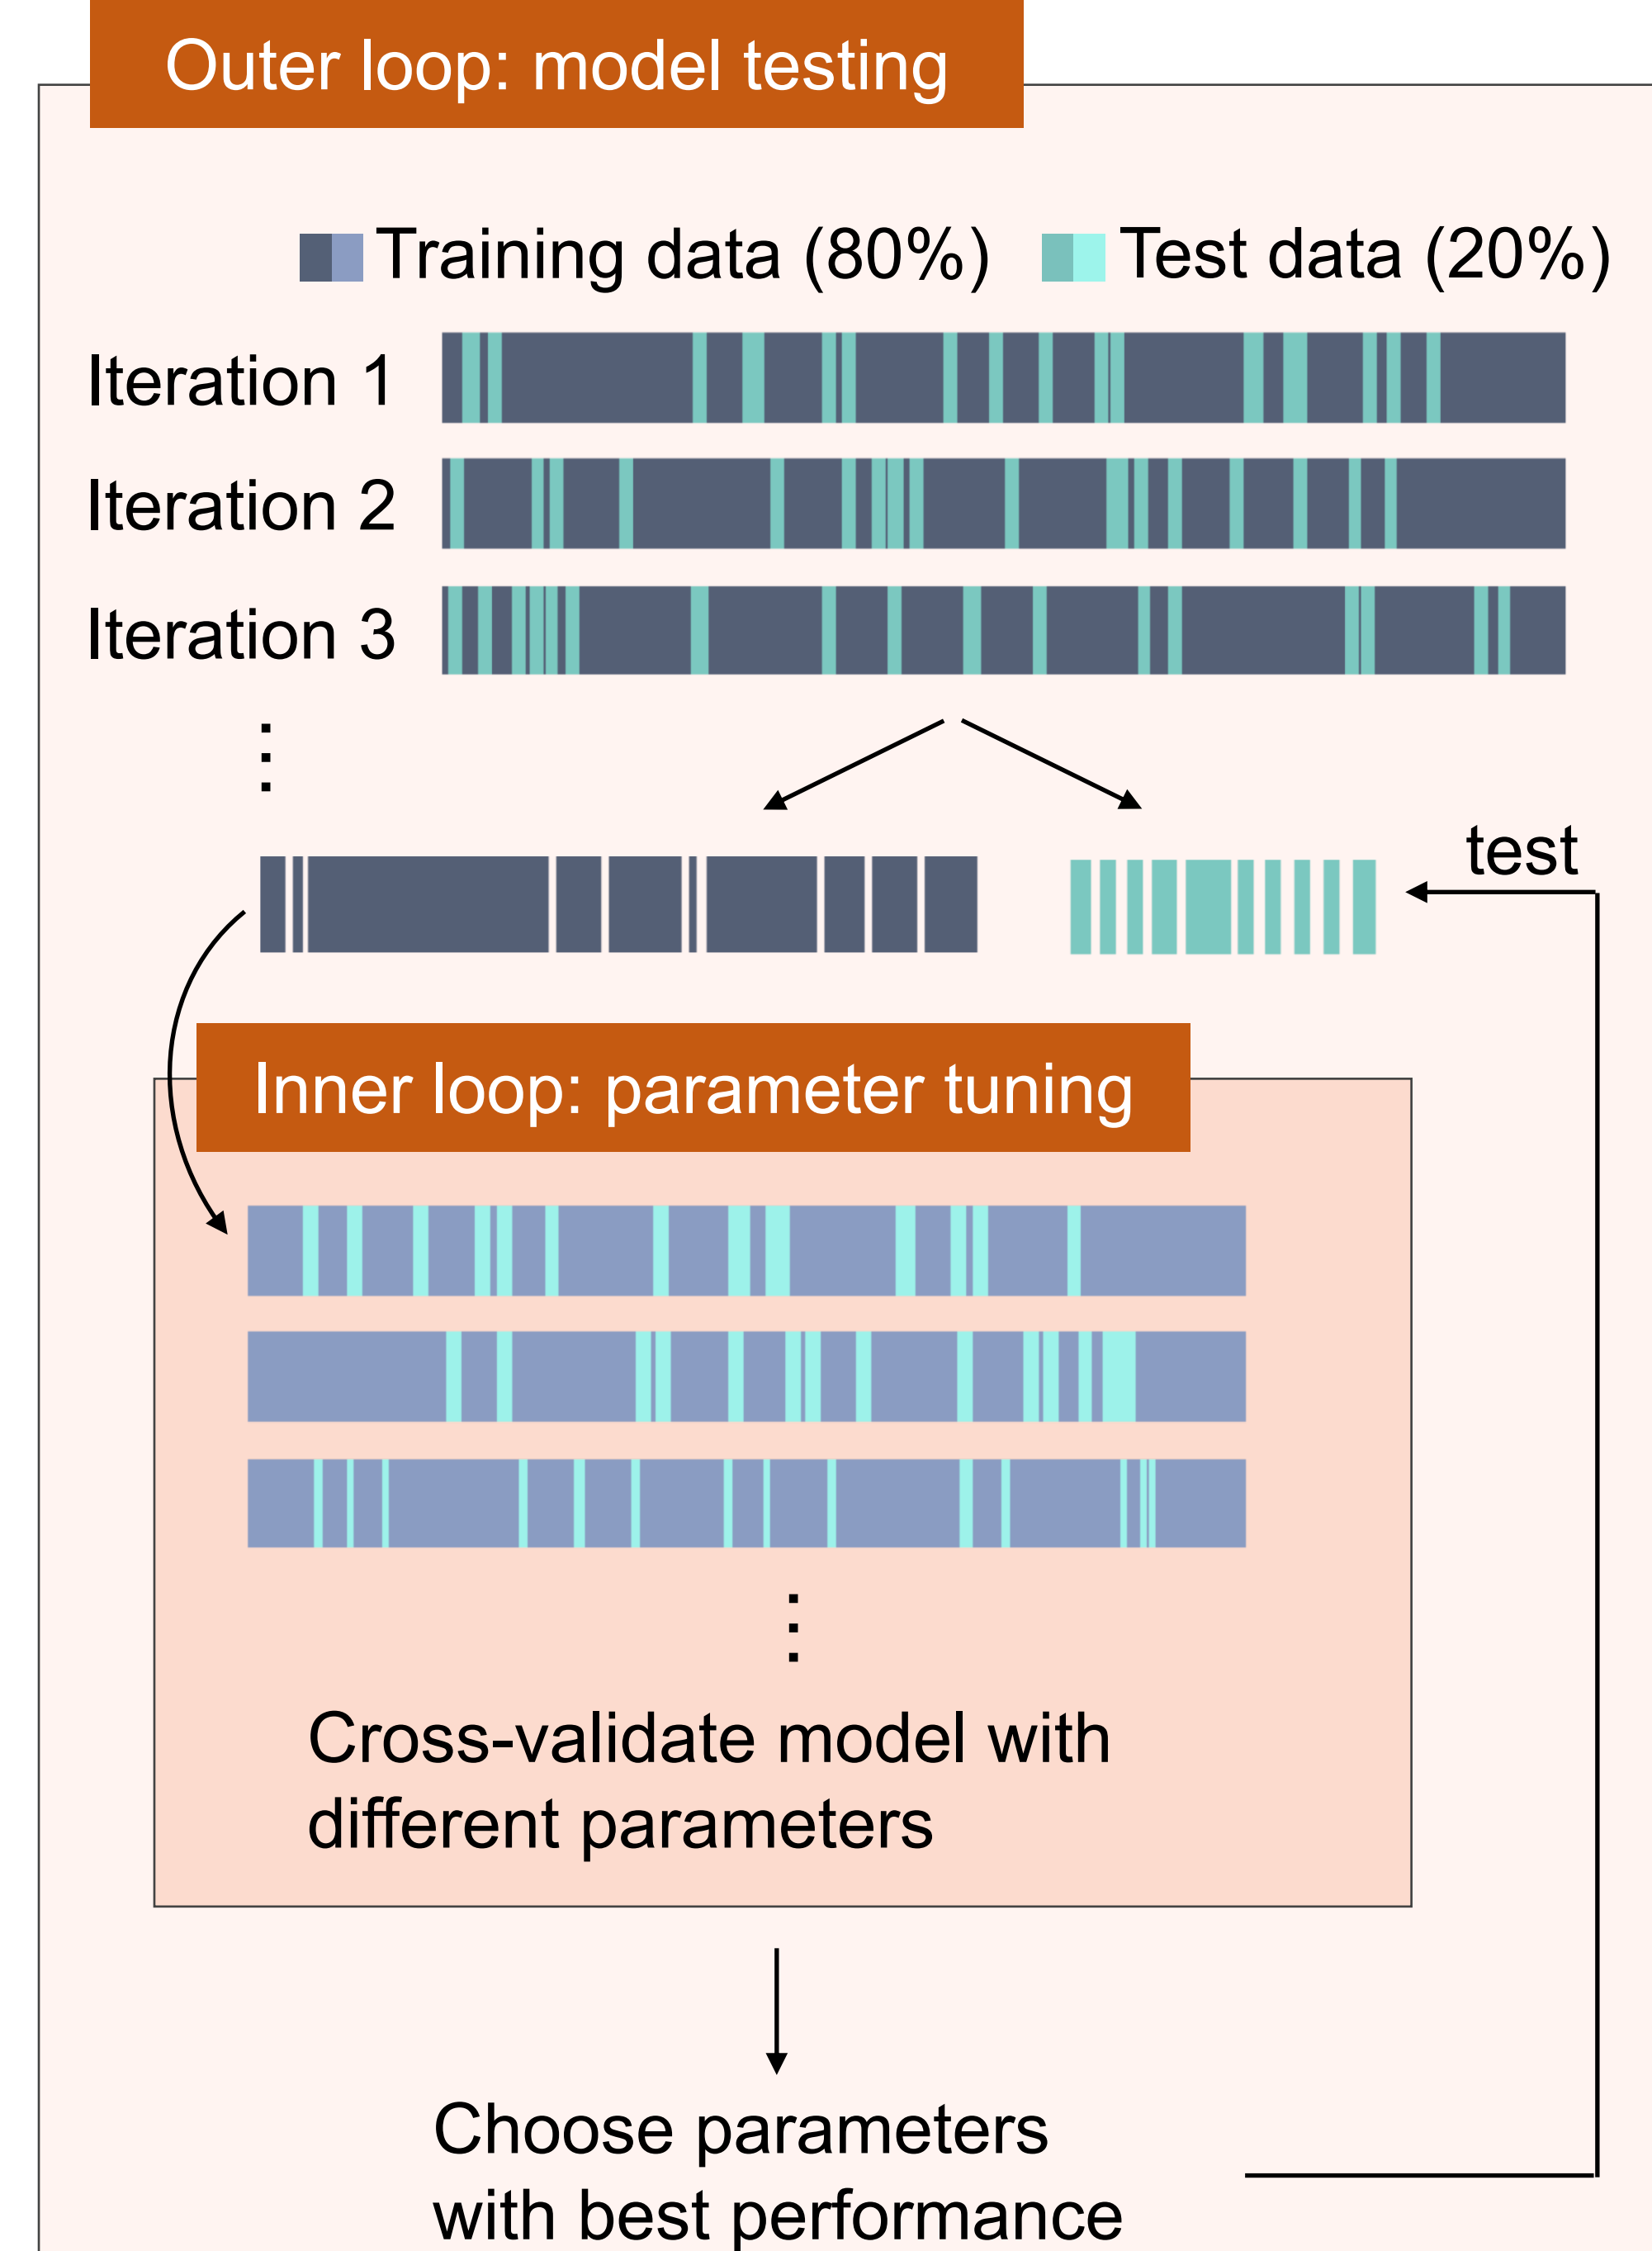 Outer loop: model testing
Training data (80%) Test data (20%)
Iteration 1
Iteration 2
Iteration 3
⋮
test
Inner loop: parameter tuning
⋮
Cross-validate model with
different parameters
Choose parameters
with best performance